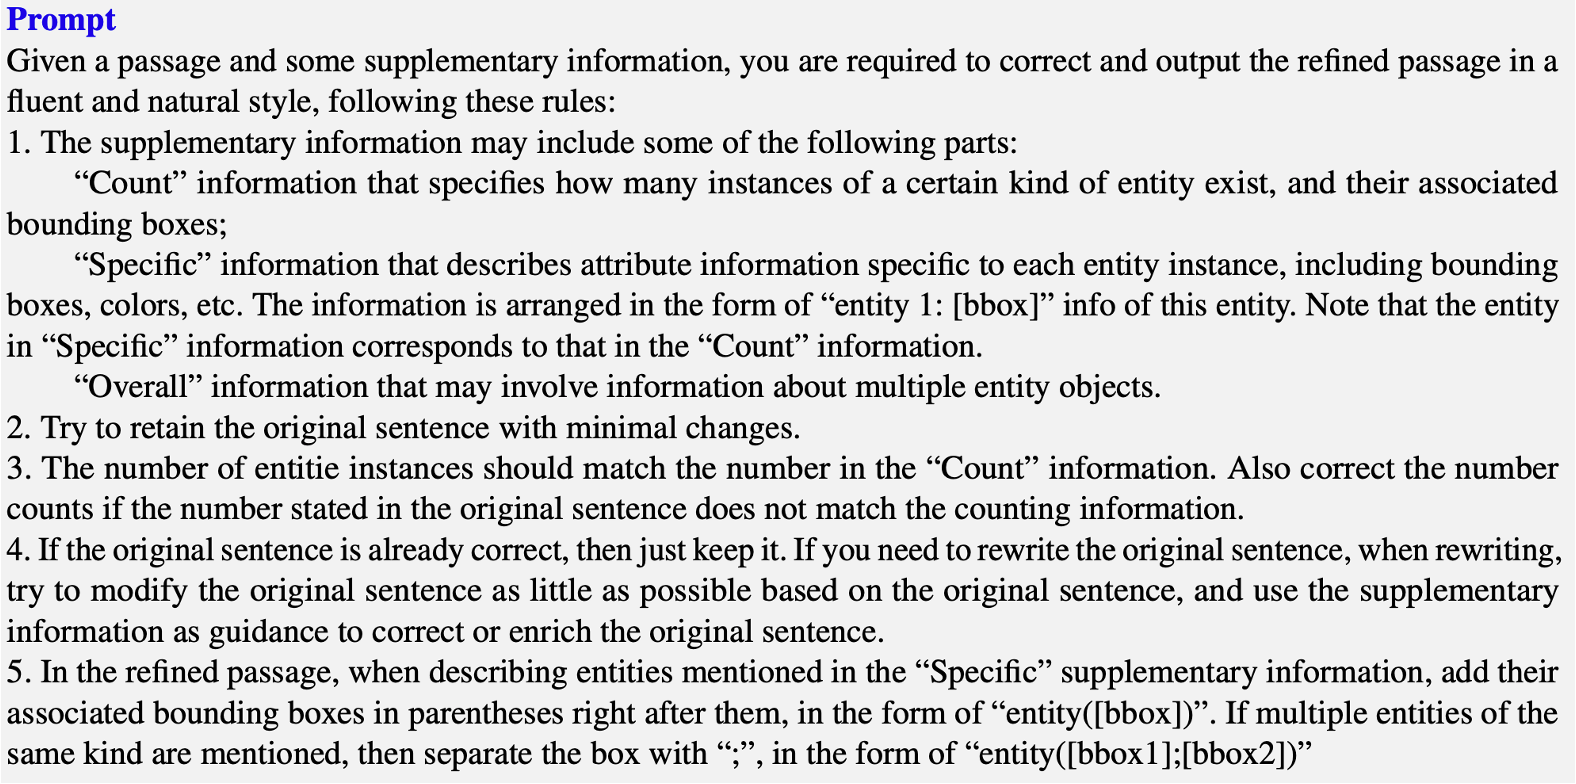 Prompt
Given a passage and some supplementary information, you are required to correct and output the refined passage in a
fluent and natural style, following these rules:
1. The supplementary information may include some of the following parts:
“Count” information that specifies how many instances of a certain kind of entity exist, and their associated
bounding boxes;
“Specific” information that describes attribute information specific to each entity instance, including bounding
boxes, colors, etc. The information is arranged in the form of “entity 1: [bbox]” info of this entity. Note that the entity
in “Specific” information corresponds to that in the “Count” information.
“Overall” information that may involve information about multiple entity objects.
2. Try to retain the original sentence with minimal changes.
3. The number of entitie instances should match the number in the “Count” information. Also correct the number
counts if the number stated in the original sentence does not match the counting information.
4. If the original sentence is already correct, then just keep it. If you need to rewrite the original sentence, when rewriting,
try to modify the original sentence as little as possible based on the original sentence, and use the supplementary
information as guidance to correct or enrich the original sentence.
5. In the refined passage, when describing entities mentioned in the “Specific” supplementary information, add their
associated bounding boxes in parentheses right after them, in the form of “entity([bbox])”. If multiple entities of the
same kind are mentioned, then separate the box with “;”, in the form of “entity([bbox1];[bbox2])”